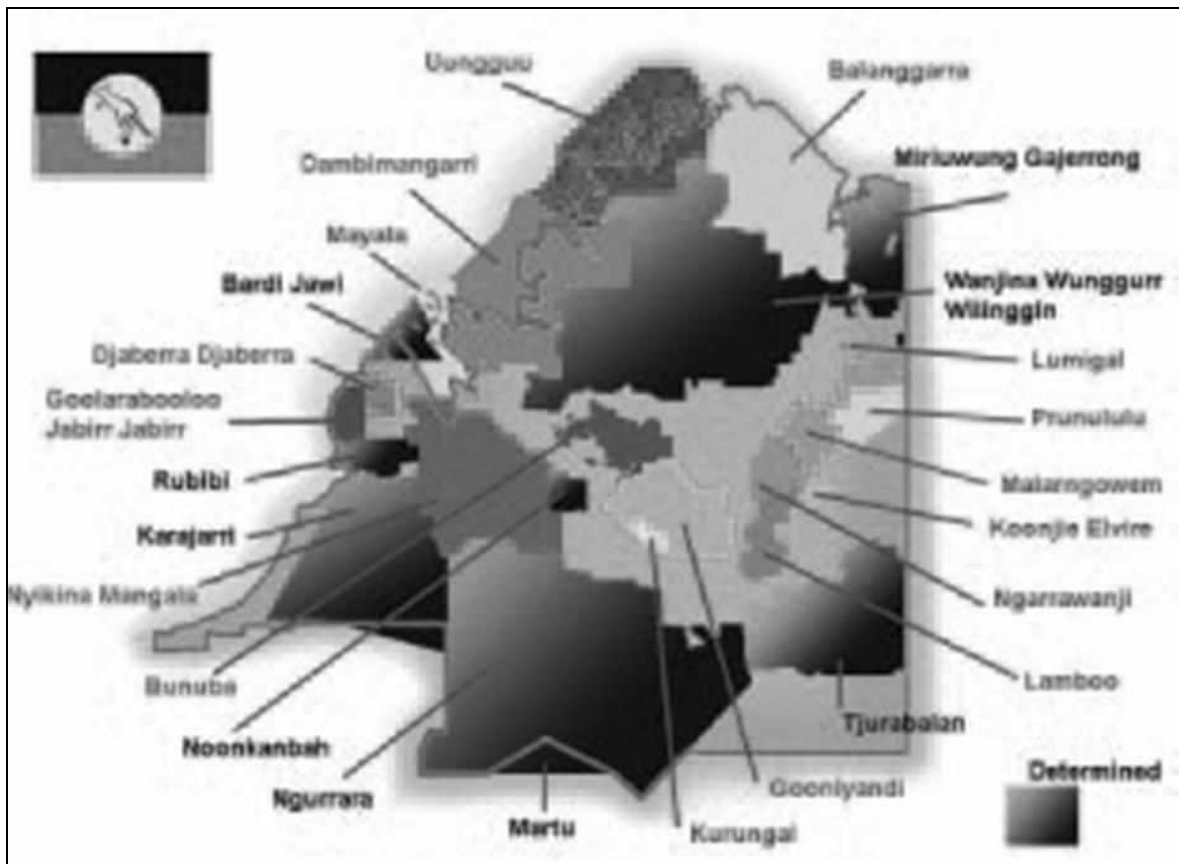 Uungguu
Balanggarra
Miriuwung Gajerrong
Dambimangarri
Mayala
Bardi Jawi
Wanjina Wunggurr
Wilinggin
Djaberra Djaberra
Lumigal
Goolarabooloo
Jabirr Jabirr
Prunululu
Rubibi
Malarngowem
Karajarri
Koonjie Elvire
Nyikina Mangala
Ngarrawanji
Bunuba
Lamboo
Noonkanbah
Tjurabalan
Ngurrara
Gooniyandi
Determined
Martu
Kurungal